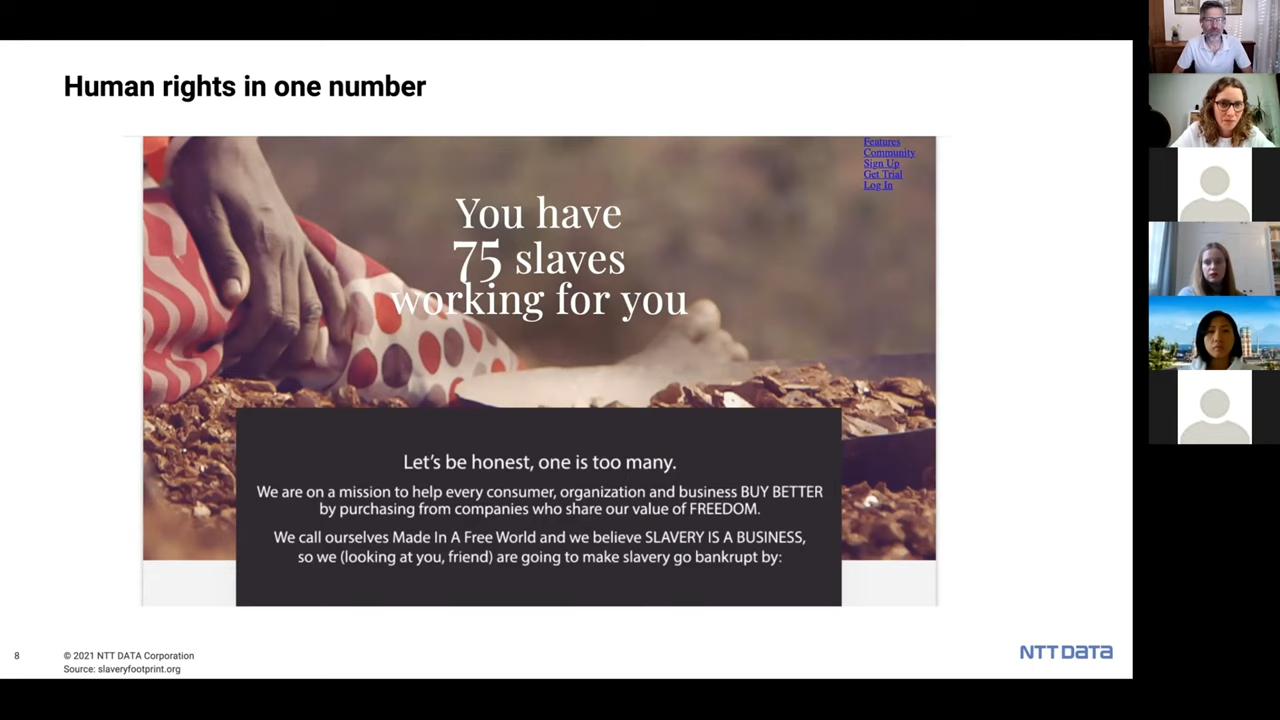 Human rights in one number
Features
Community
Sign Up
Get Trial
Log In
You have
75 slaves
working for you
Let's be honest, one is too many.
We are on a mission to help every consumer, organization and business BUY BETTER
by purchasing from companies who share our value of FREEDOM.
We call ourselves Made In A Free World and we believe SLAVERY IS A BUSINESS,
so we (looking at you, friend) are going to make slavery go bankrupt by:
8
© 2021 NTT DATA Corporation
Source: slaveryfootprint.org
NTT DATA